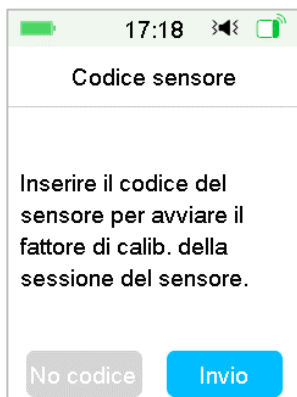 17:18
Codice sensore
Inserire il codice del
sensore per avviare il
fattore di calib. della
sessione del sensore.
No codice Invio